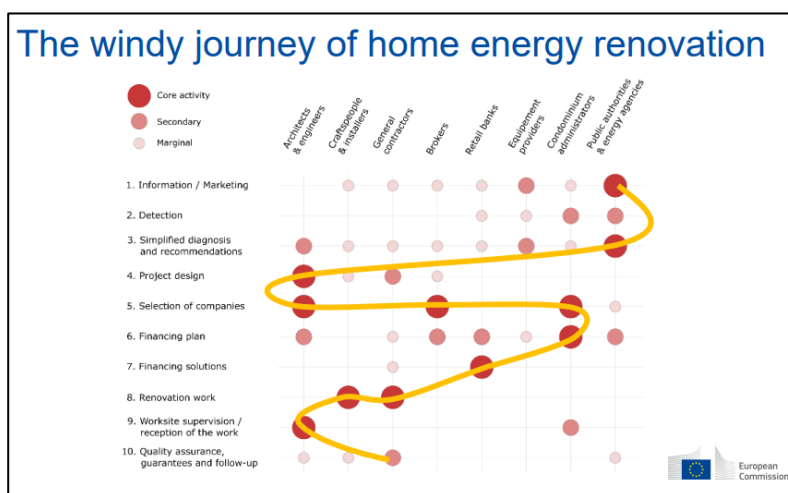 The windy journey of home energy renovation
Core activity
Secondary
Marginal
Architects
& engineers
Craftspeople
& installers
General
contractors
Brokers
Retail banks
Equipement
providers
Condominium
administrators
Public authorities
& energy agencies
1. Information / Marketing
2. Detection
3. Simplified diagnosis
and recommendations
4. Project design
5. Selection of companies
6. Financing plan
7. Financing solutions
8. Renovation work
9. Worksite supervision /
reception of the work
10. Quality assurance,
guarantees and follow-up
European
Commission